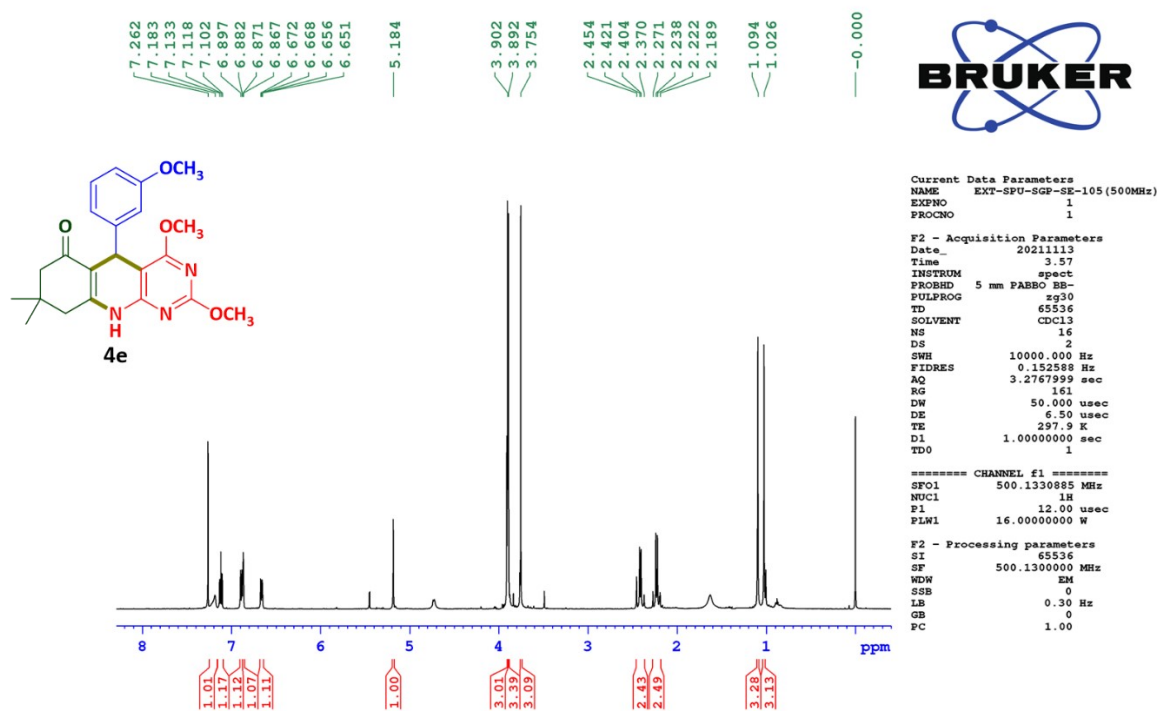 7.262
7.183
7.133
7.118
7.102
6.897
6.882
6.871
6.867
6.672
6.668
6.656
6.651
5.184
3.902
3.892
3.754
2.454
2.421
2.404
2.370
2.271
2.238
2.222
2.189
1.094
1.026
-0.000
BRUKER
OCH3
O
OCH3
N
N
OCH3
N
H
4e
Current Data Parameters
NAME EXT-SPU-SGP-SE-105(500MHz)
EXPNO 1
PROCNO 1
F2 - Acquisition Parameters
Date_ 20211113
Time 3.57
INSTRUM spect
PROBHD 5 mm PABBO BB-
PULPROG zg30
TD 65536
SOLVENT CDCl3
NS 16
DS 2
SWH 10000.000 Hz
FIDRES 0.152588 Hz
AQ 3.2767999 sec
RG 161
DW 50.000 usec
DE 6.50 usec
TE 297.9 K
D1 1.00000000 sec
TD0 1
======== CHANNEL f1 ========
SFO1 500.1330885 MHz
NUC1 1H
P1 12.00 usec
PLW1 16.00000000 W
F2 - Processing parameters
SI 65536
SF 500.1300000 MHz
WDW EM
SSB 0
LB 0.30 Hz
GB 0
PC 1.00
8 7 6 5 4 3 2 1 ppm
1.01
1.17
1.12
1.07
1.11
1.00
3.01
3.39
3.09
2.43
2.49
3.28
3.13